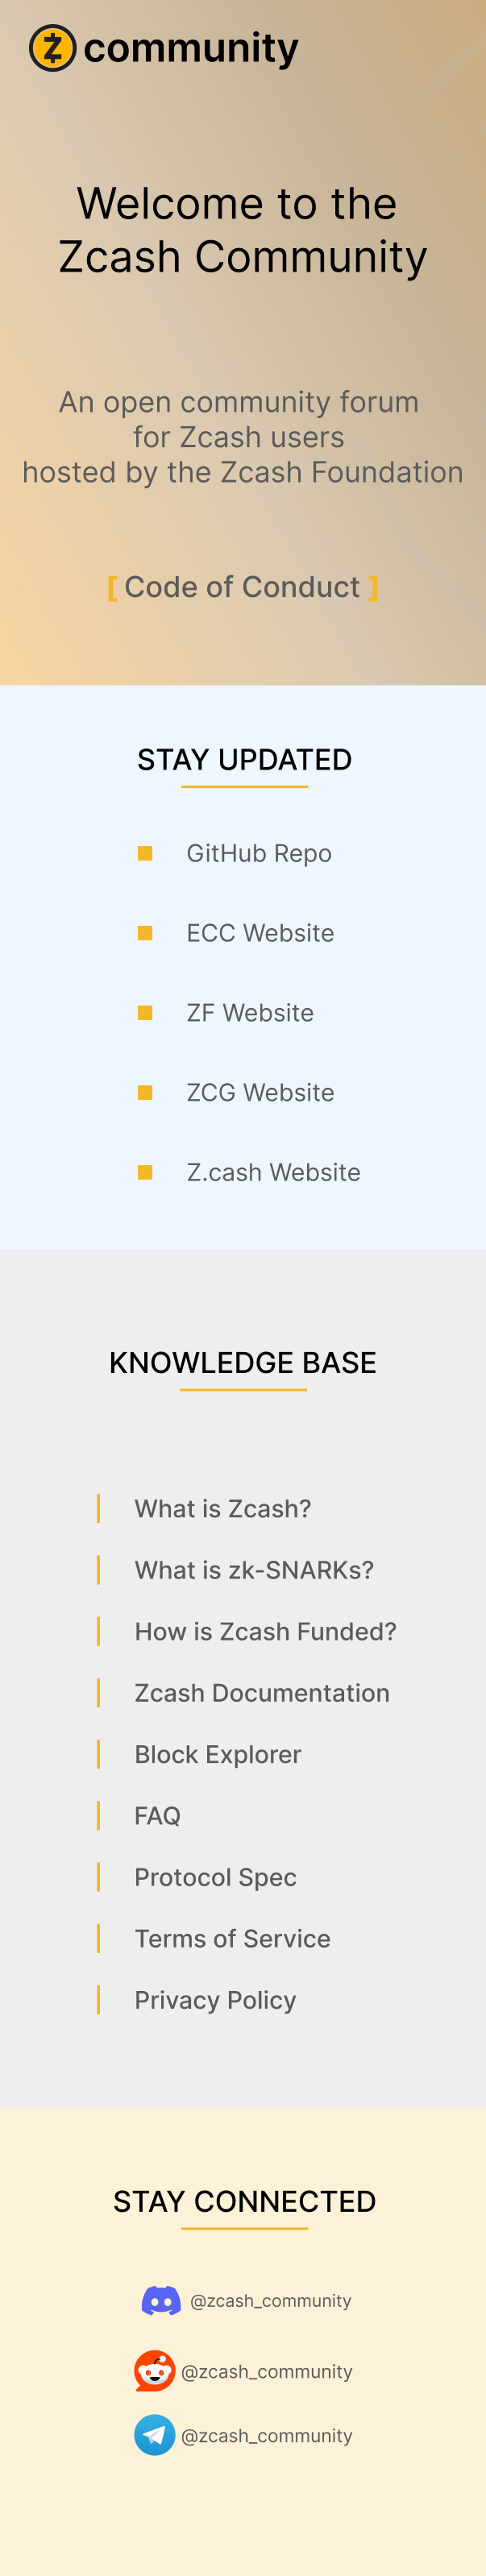 community
Welcome to the
Zcash Community
An open community forum
for Zcash users
hosted by the Zcash Foundation
[ Code of Conduct ]
STAY UPDATED
GitHub Repo
ECC Website
ZF Website
ZCG Website
Z.cash Website
KNOWLEDGE BASE
What is Zcash?
What is zk-SNARKs?
How is Zcash Funded?
Zcash Documentation
Block Explorer
FAQ
Protocol Spec
Terms of Service
Privacy Policy
STAY CONNECTED
@zcash_community
@zcash_community
@zcash_community